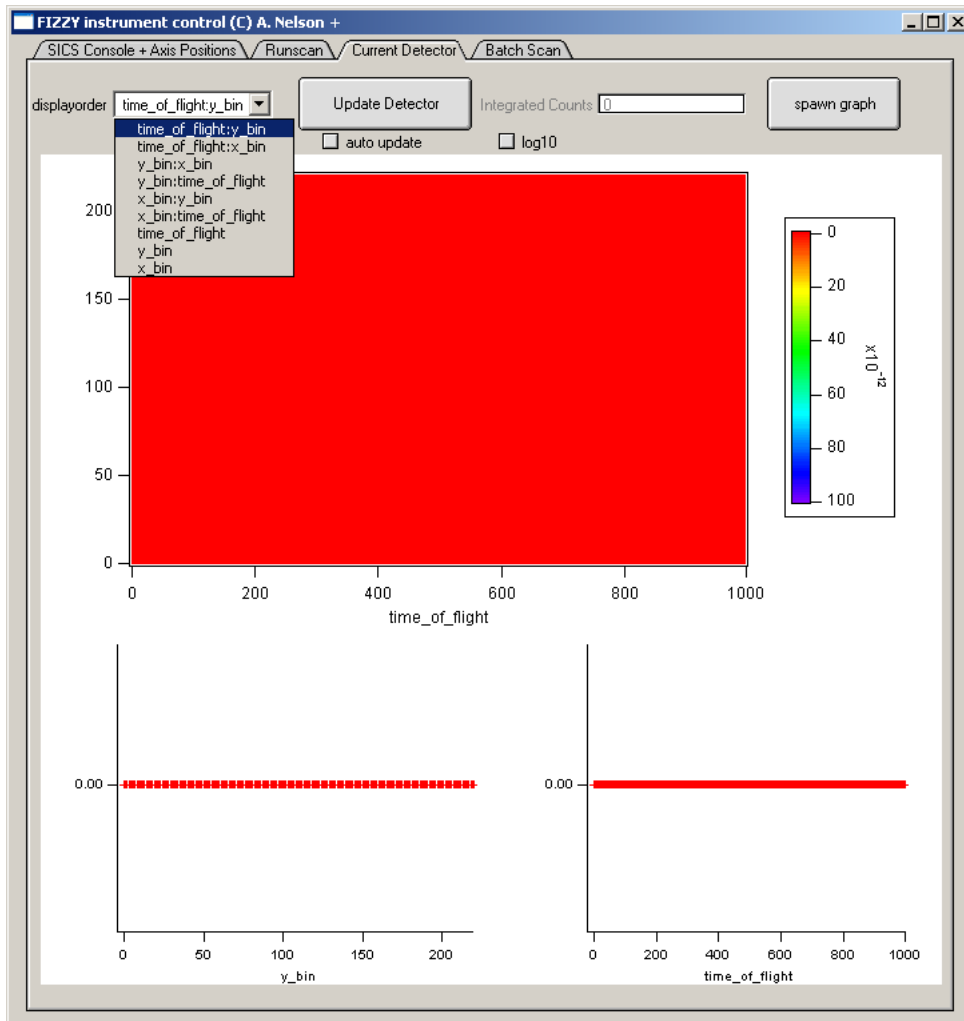 FIZZY instrument control (C) A. Nelson +
SICS Console + Axis Positions
Runscan
Current Detector
Batch Scan
displayorder
time_of_flight:y_bin
Update Detector
Integrated Counts
0
spawn graph
auto update
log10
time_of_flight:y_bin
time_of_flight:x_bin
y_bin:x_bin
y_bin:time_of_flight
x_bin:y_bin
x_bin:time_of_flight
time_of_flight
y_bin
x_bin
200
150
100
50
0
0 200 400 600 800 1000
time_of_flight
0
20
40
60
80
100
x10⁻¹²
0.00
0 50 100 150 200
y_bin
0.00
0 200 400 600 800 1000
time_of_flight